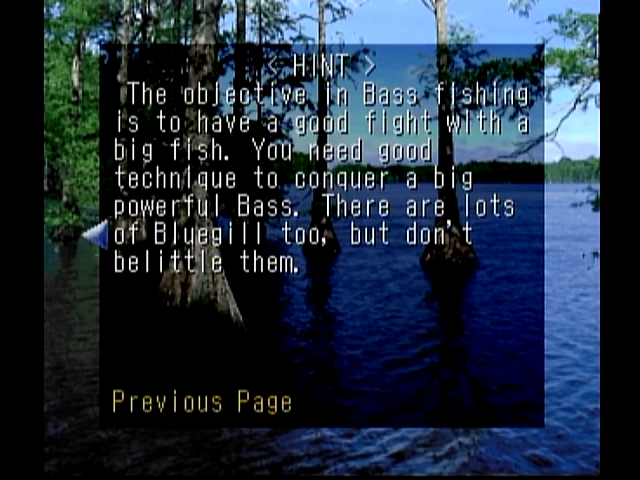 < HINT >
The objective in Bass fishing
is to have a good fight with a
big fish. You need good
technique to conquer a big
powerful Bass. There are lots
of Bluegill too, but don't
belittle them.
Previous Page